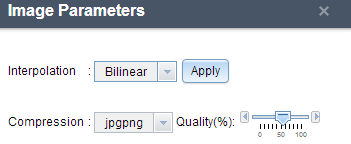 Image Parameters ×
Interpolation : Bilinear Apply
Compression : jpgpng Quality(%):
0 50 100